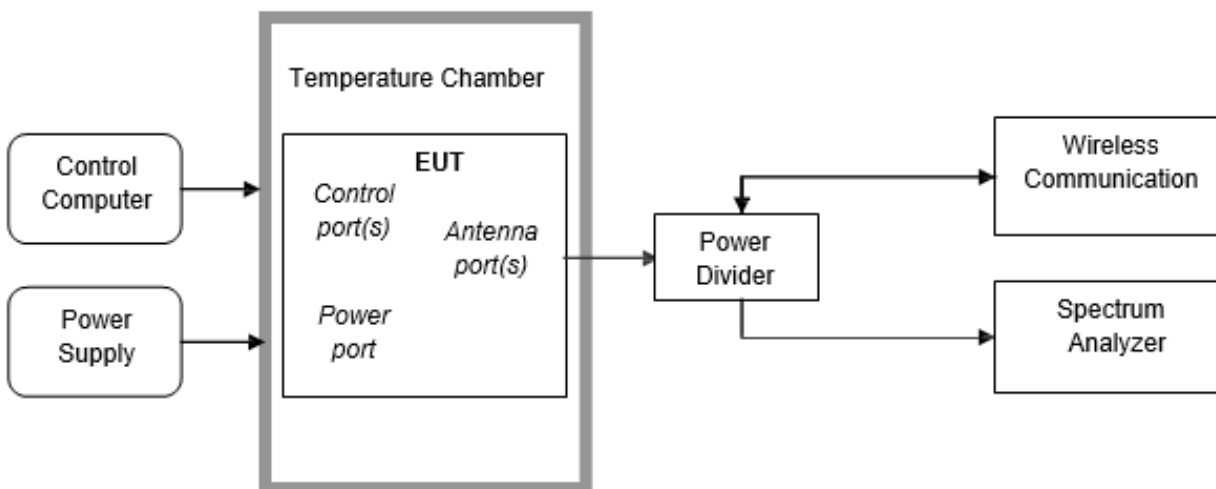 Temperature Chamber
Control
Computer
Power
Supply
EUT
Control
port(s)
Antenna
port(s)
Power
port
Power
Divider
Wireless
Communication
Spectrum
Analyzer